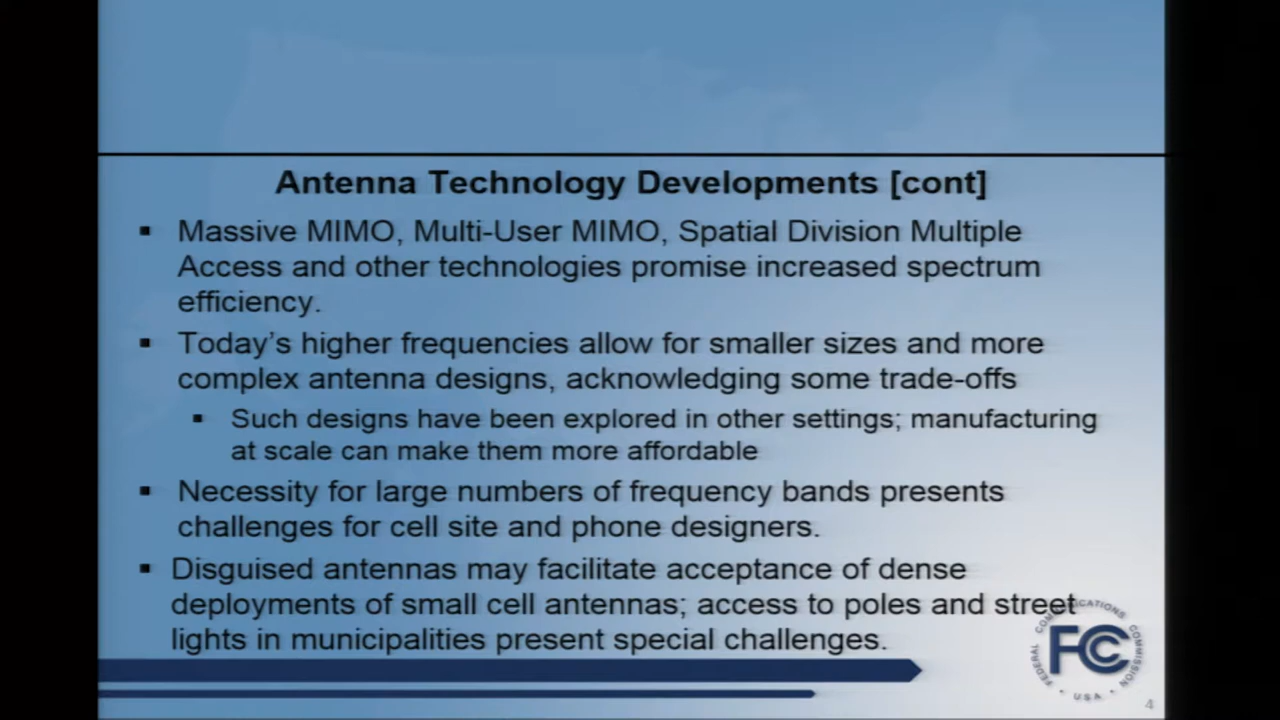 Antenna Technology Developments [cont]
▪ Massive MIMO, Multi-User MIMO, Spatial Division Multiple
Access and other technologies promise increased spectrum
efficiency.
▪ Today's higher frequencies allow for smaller sizes and more
complex antenna designs, acknowledging some trade-offs
▪ Such designs have been explored in other settings; manufacturing
at scale can make them more affordable
▪ Necessity for large numbers of frequency bands presents
challenges for cell site and phone designers.
▪ Disguised antennas may facilitate acceptance of dense
deployments of small cell antennas; access to poles and street
lights in municipalities present special challenges.
FEDERAL COMMUNICATIONS COMMISSION
FCC
• USA •
4